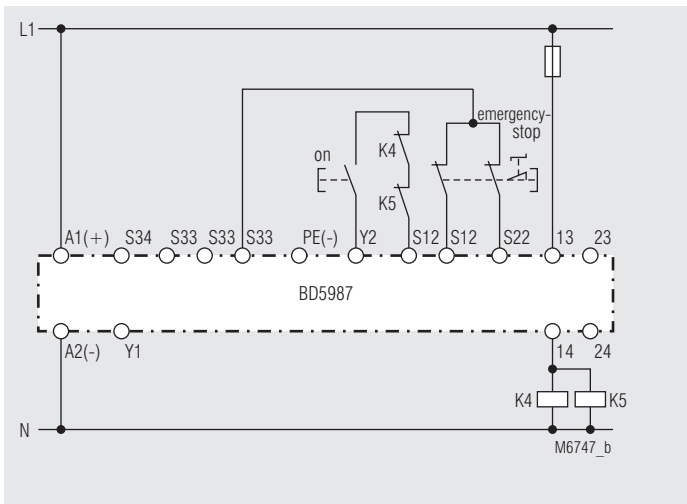 L1
emergency-
stop
on
K4
K5
A1(+) S34 S33 S33 S33 PE(-) Y2 S12 S12 S22 13 23
BD5987
A2(-) Y1 14 24
K4 K5
N
M6747_b